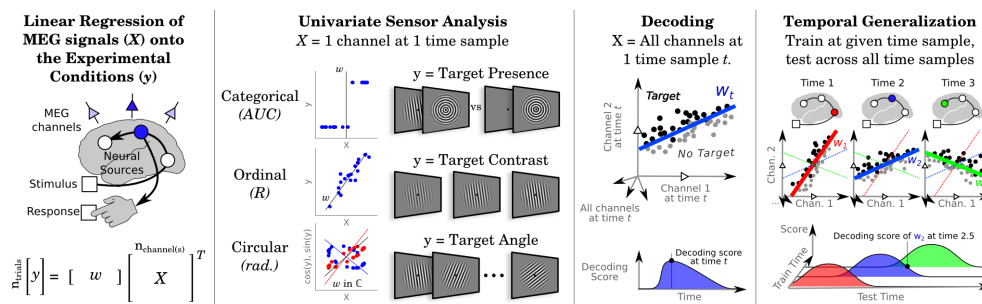 Linear Regression of
MEG signals (X) onto
the Experimental
Conditions (y)
MEG
channels
Neural
Sources
Stimulus
Response
n_trials [y] = [ w ] [ X ]^T
n_channel(s)
Univariate Sensor Analysis
X = 1 channel at 1 time sample
Categorical
(AUC)
w
y
y = Target Presence
vs
Ordinal
(R)
y
w
y = Target Contrast
Circular
(rad.)
cos(y), sin(y)
w in ℂ
X
y = Target Angle
Decoding
X = All channels at
1 time sample t.
Channel 2
at time t
Target
w_t
No Target
Channel 1
at time t
All channels
at time t
Decoding
Score
Decoding score
at time t
Time
Temporal Generalization
Train at given time sample,
test across all time samples
Time 1
Time 2
Time 3
Chan. 2
w_1
w_2
w
Chan. 1
Chan. 1
Chan. 1
...
Score
Train Time
Decoding score of w_2 at time 2.5
Test Time